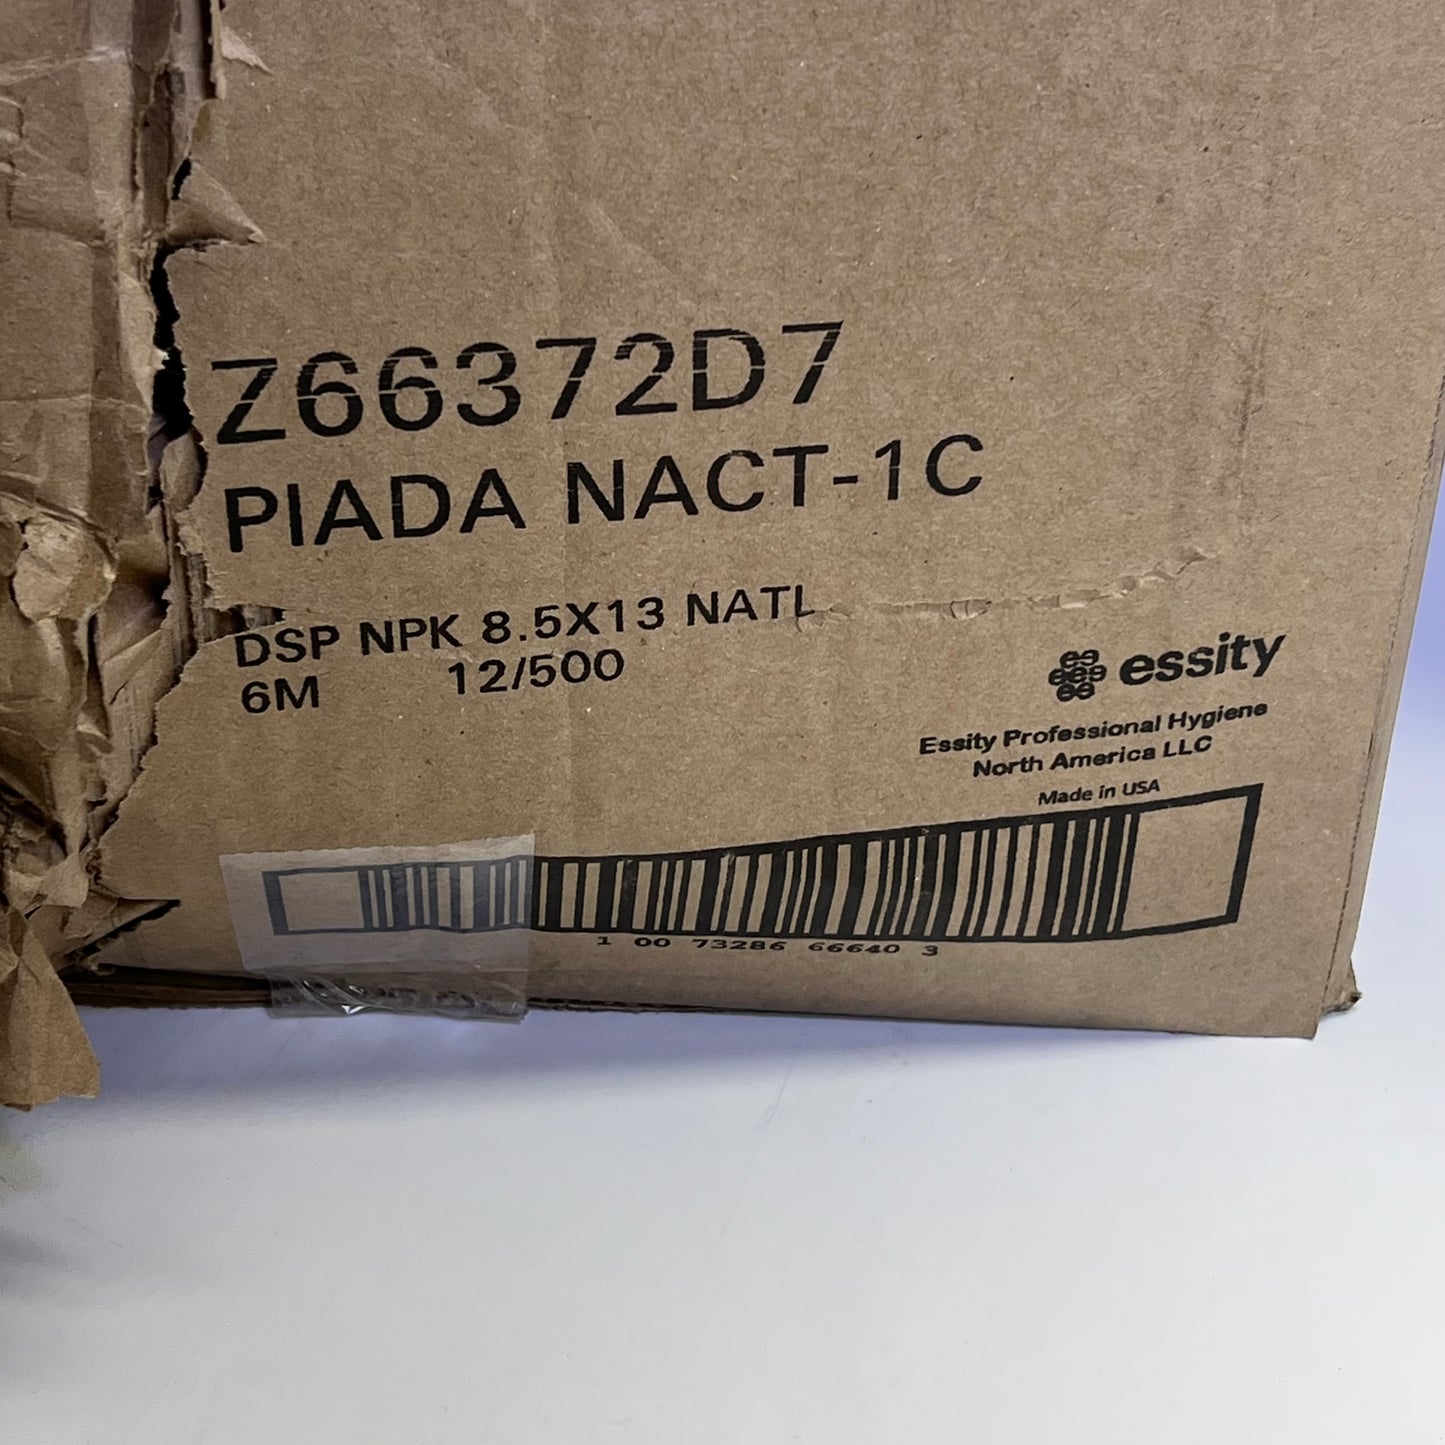 Z66372D7
PIADA NACT-1C
DSP NPK 8.5X13 NATL
6M 12/500
essity
Essity Professional Hygiene
North America LLC
Made in USA
1 00 73286 66640 3